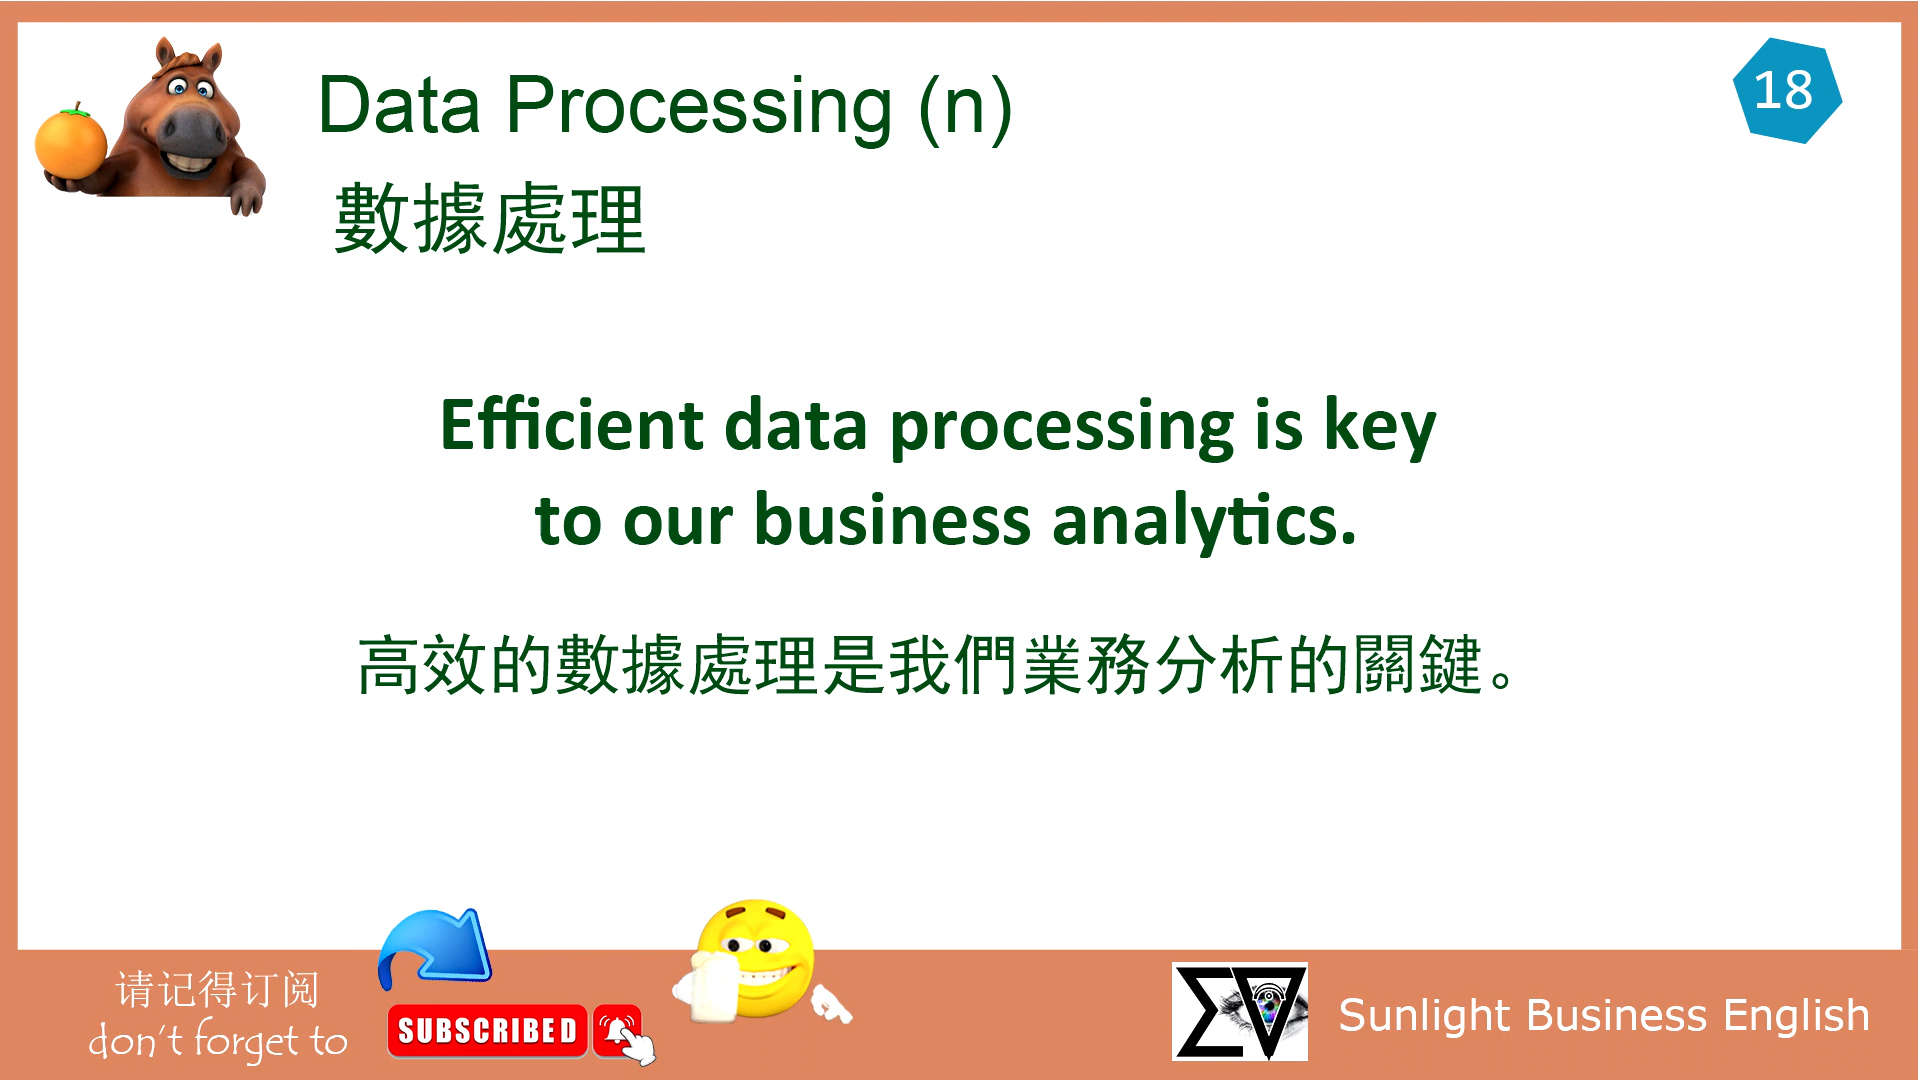 Data Processing (n)
18
數據處理
Efficient data processing is key
to our business analytics.
高效的數據處理是我們業務分析的關鍵。
请记得订阅
don't forget to
SUBSCRIBED
Sunlight Business English